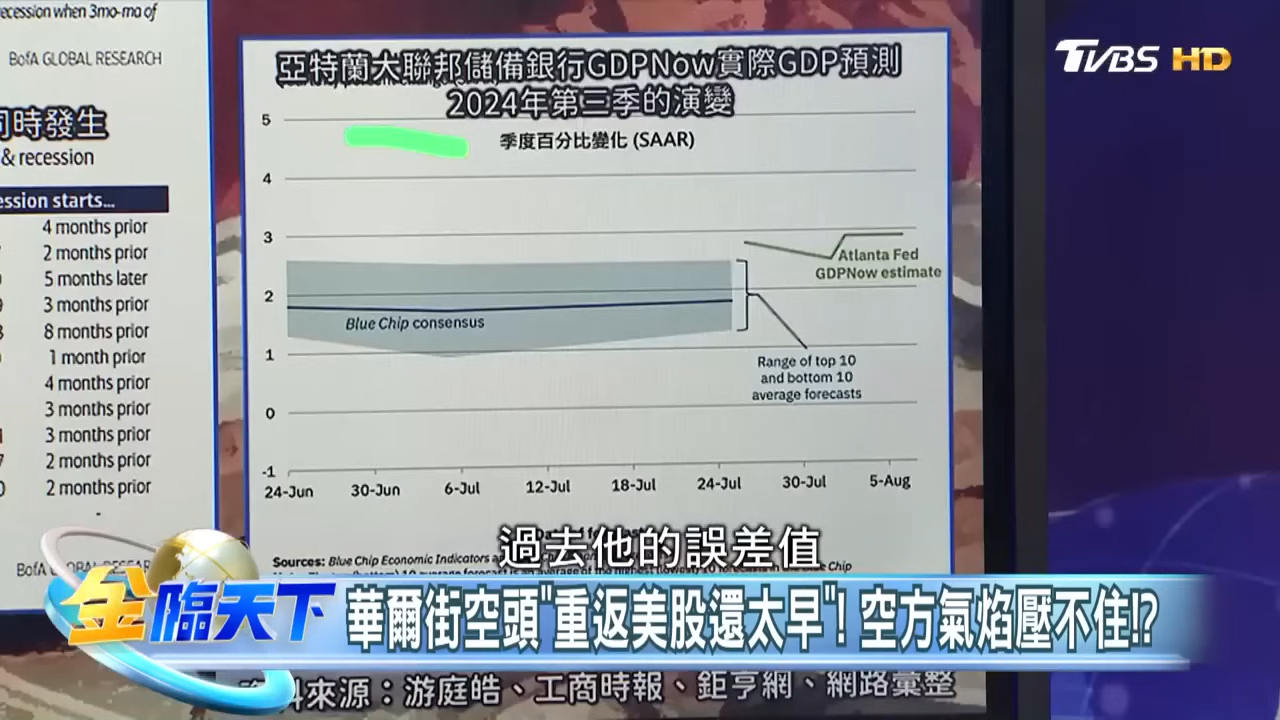 ecession when 3mo-ma of
BofA GLOBAL RESEARCH
同時發生
& recession
ession starts...
4 months prior
2 months prior
5 months later
3 months prior
8 months prior
1 month prior
4 months prior
3 months prior
3 months prior
2 months prior
2 months prior
BofA GLOBAL RESEAR
亞特蘭大聯邦儲備銀行GDPNow實際GDP預測
2024年第三季的演變
季度百分比變化 (SAAR)
5
4
3
2
1
0
-1
Atlanta Fed
GDPNow estimate
Blue Chip consensus
Range of top 10
and bottom 10
average forecasts
24-Jun 30-Jun 6-Jul 12-Jul 18-Jul 24-Jul 30-Jul 5-Aug
Sources: Blue Chip Economic Indicators
TVBS HD
過去他的誤差值
金臨天下
華爾街空頭"重返美股還太早"! 空方氣焰壓不住!?
料來源：游庭皓、工商時報、鉅亨網、網路彙整